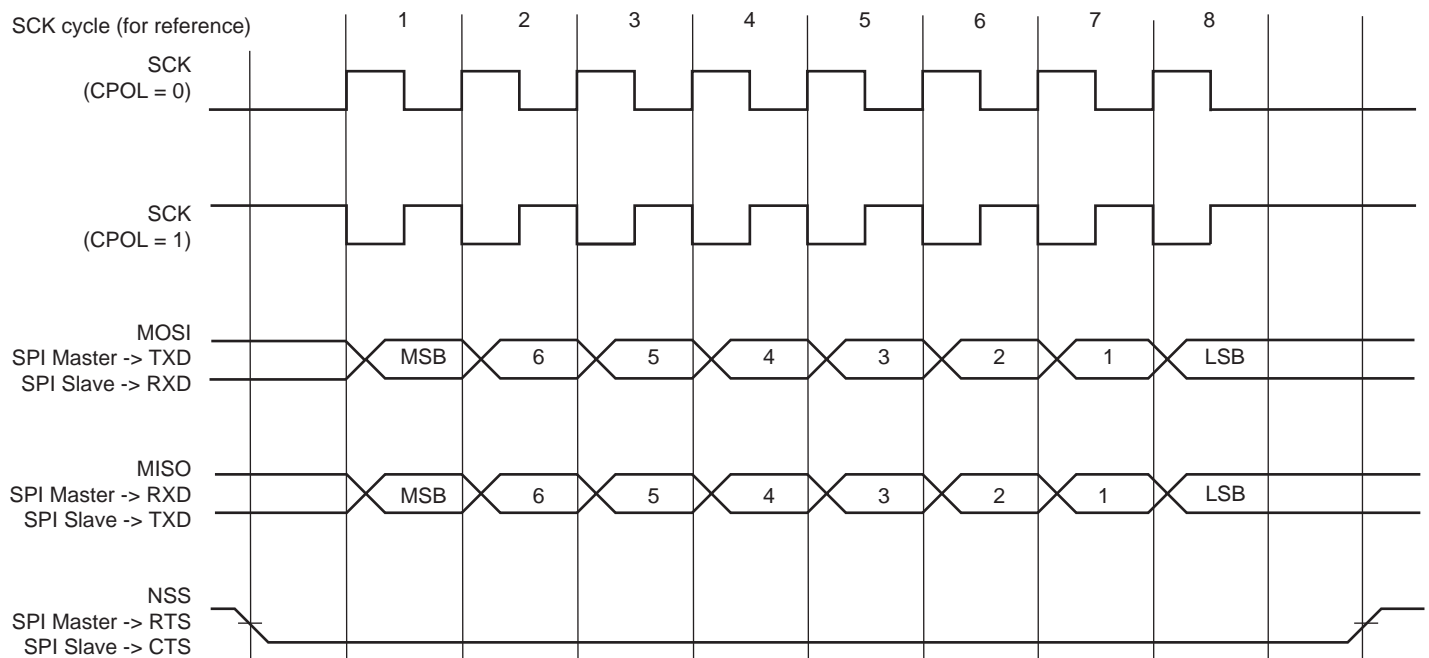 SCK cycle (for reference)
1 2 3 4 5 6 7 8
SCK
(CPOL = 0)
SCK
(CPOL = 1)
MOSI
SPI Master -> TXD
SPI Slave -> RXD
MSB 6 5 4 3 2 1 LSB
MISO
SPI Master -> RXD
SPI Slave -> TXD
MSB 6 5 4 3 2 1 LSB
NSS
SPI Master -> RTS
SPI Slave -> CTS